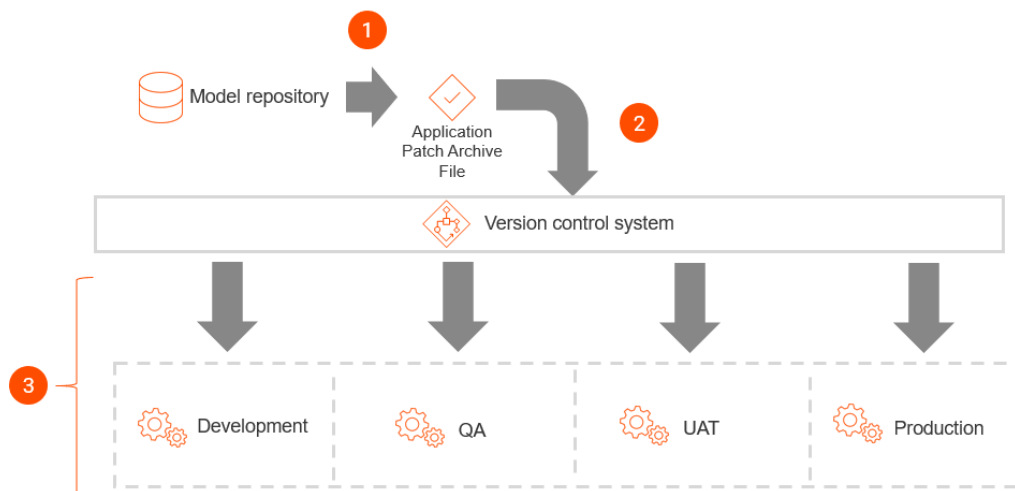 1
Model repository
Application
Patch Archive
File
2
Version control system
3
Development
QA
UAT
Production